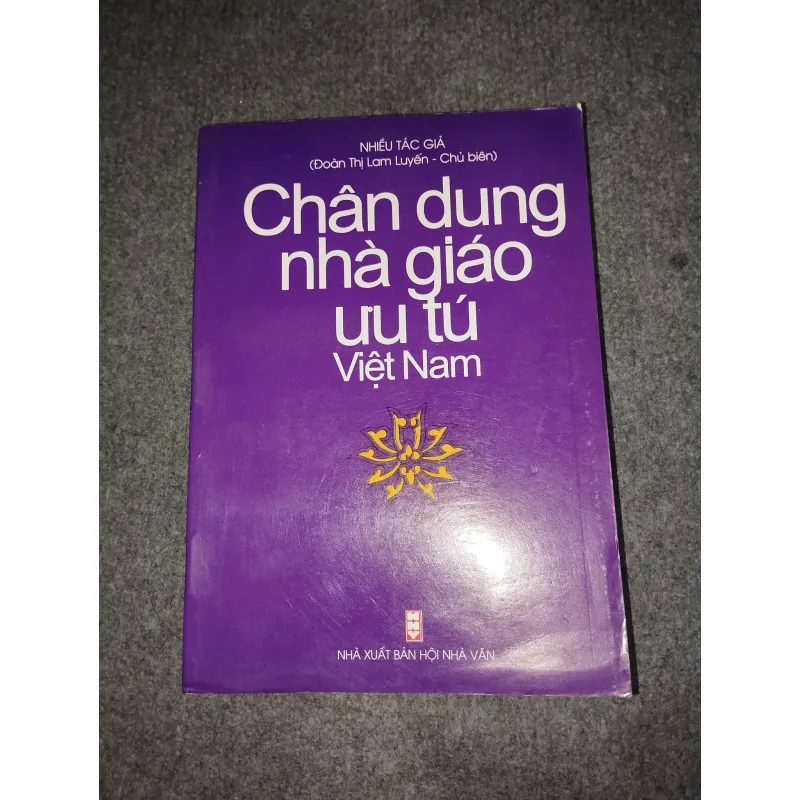 NHIỀU TÁC GIẢ
(Đoàn Thị Lam Luyến - Chủ biên)
Chân dung
nhà giáo
ưu tú
Việt Nam
HNV
NHÀ XUẤT BẢN HỘI NHÀ VĂN